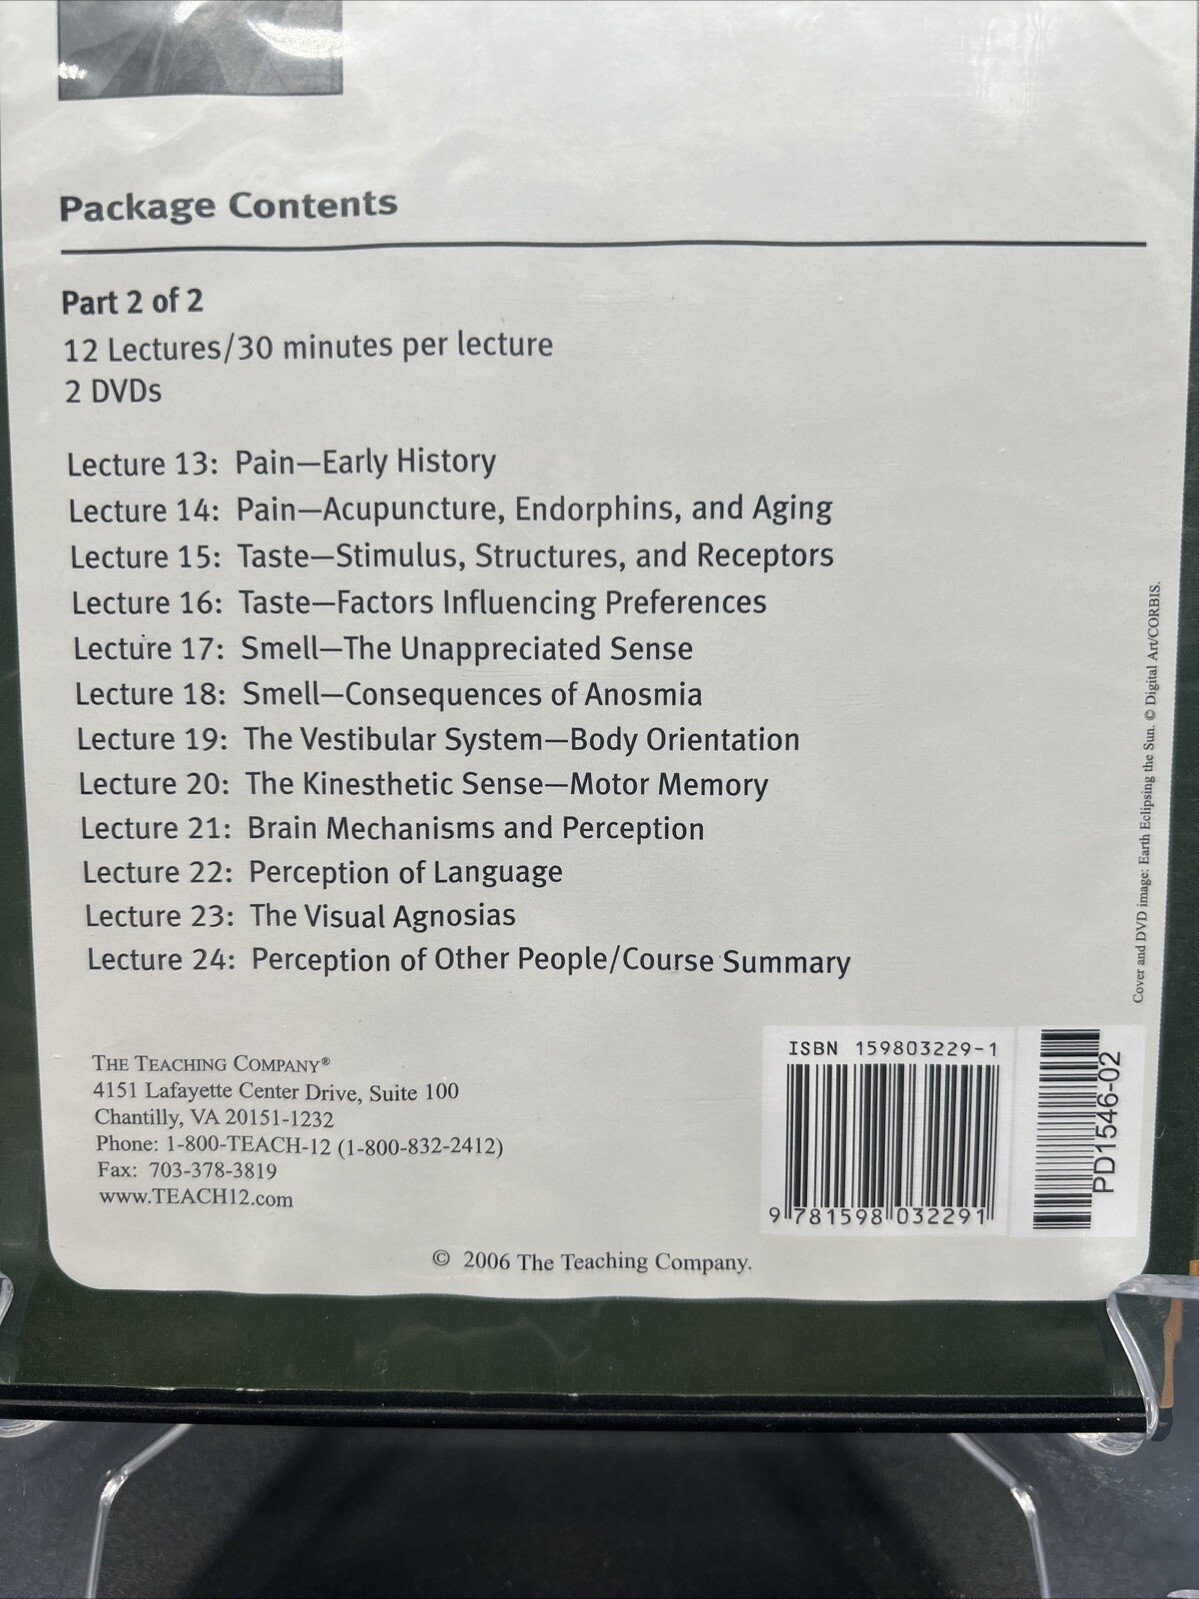 Package Contents
Part 2 of 2
12 Lectures/30 minutes per lecture
2 DVDs
Lecture 13: Pain—Early History
Lecture 14: Pain—Acupuncture, Endorphins, and Aging
Lecture 15: Taste—Stimulus, Structures, and Receptors
Lecture 16: Taste—Factors Influencing Preferences
Lecture 17: Smell—The Unappreciated Sense
Lecture 18: Smell—Consequences of Anosmia
Lecture 19: The Vestibular System—Body Orientation
Lecture 20: The Kinesthetic Sense—Motor Memory
Lecture 21: Brain Mechanisms and Perception
Lecture 22: Perception of Language
Lecture 23: The Visual Agnosias
Lecture 24: Perception of Other People/Course Summary
Cover and DVD image: Earth Eclipsing the Sun. © Digital Art/CORBIS.
THE TEACHING COMPANY®
4151 Lafayette Center Drive, Suite 100
Chantilly, VA 20151-1232
Phone: 1-800-TEACH-12 (1-800-832-2412)
Fax: 703-378-3819
www.TEACH12.com
ISBN 159803229-1
9 781598 032291
PD1546-02
© 2006 The Teaching Company.